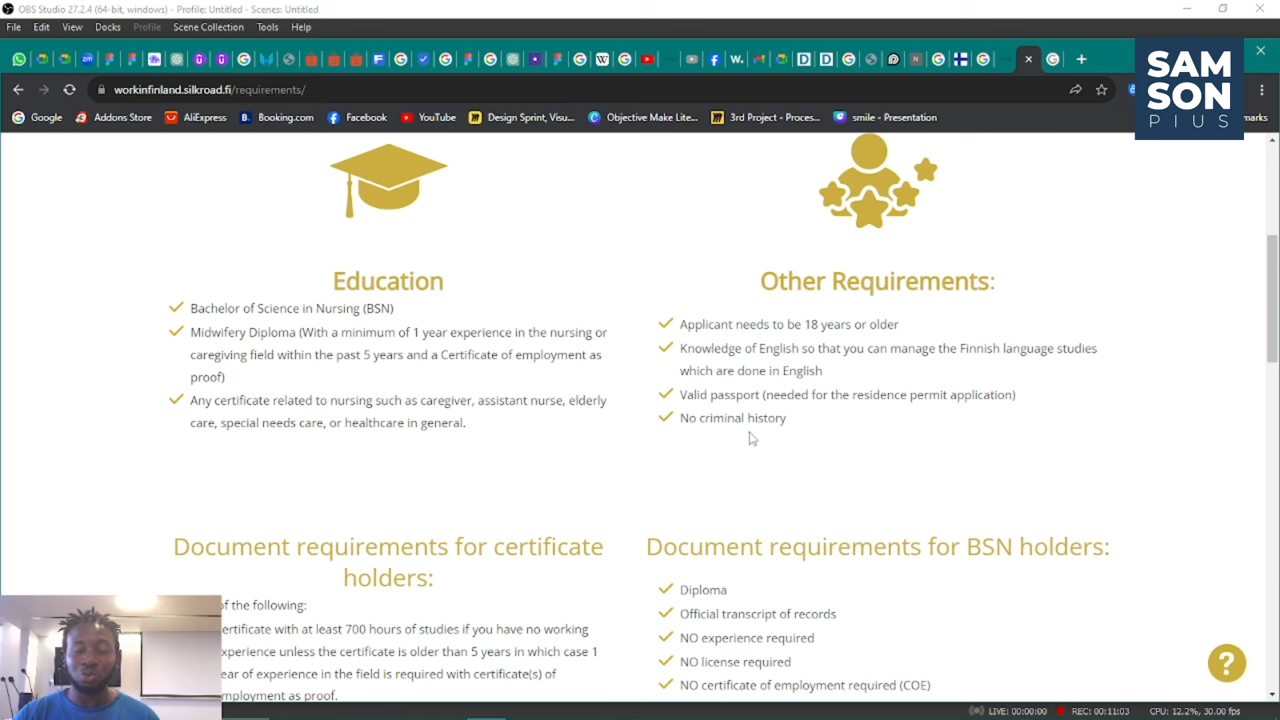 OBS Studio 27.2.4 (64-bit, windows) - Profile: Untitled - Scenes: Untitled
File Edit View Docks Profile Scene Collection Tools Help
workinfinland.silkroad.fi/requirements/
Google Addons Store AliExpress Booking.com Facebook YouTube Design Sprint, Visu... Objective Make Lite... 3rd Project - Proces... smile - Presentation
SAM
SON
PIUS
Education
Bachelor of Science in Nursing (BSN)
Midwifery Diploma (With a minimum of 1 year experience in the nursing or
caregiving field within the past 5 years and a Certificate of employment as
proof)
Any certificate related to nursing such as caregiver, assistant nurse, elderly
care, special needs care, or healthcare in general.
Other Requirements:
Applicant needs to be 18 years or older
Knowledge of English so that you can manage the Finnish language studies
which are done in English
Valid passport (needed for the residence permit application)
No criminal history
Document requirements for certificate
holders:
of the following:
ertificate with at least 700 hours of studies if you have no working
xperience unless the certificate is older than 5 years in which case 1
ear of experience in the field is required with certificate(s) of
mployment as proof.
Document requirements for BSN holders:
Diploma
Official transcript of records
NO experience required
NO license required
NO certificate of employment required (COE)
?
LIVE: 00:00:00 REC: 00:11:03 CPU: 12.2%, 30.00 fps